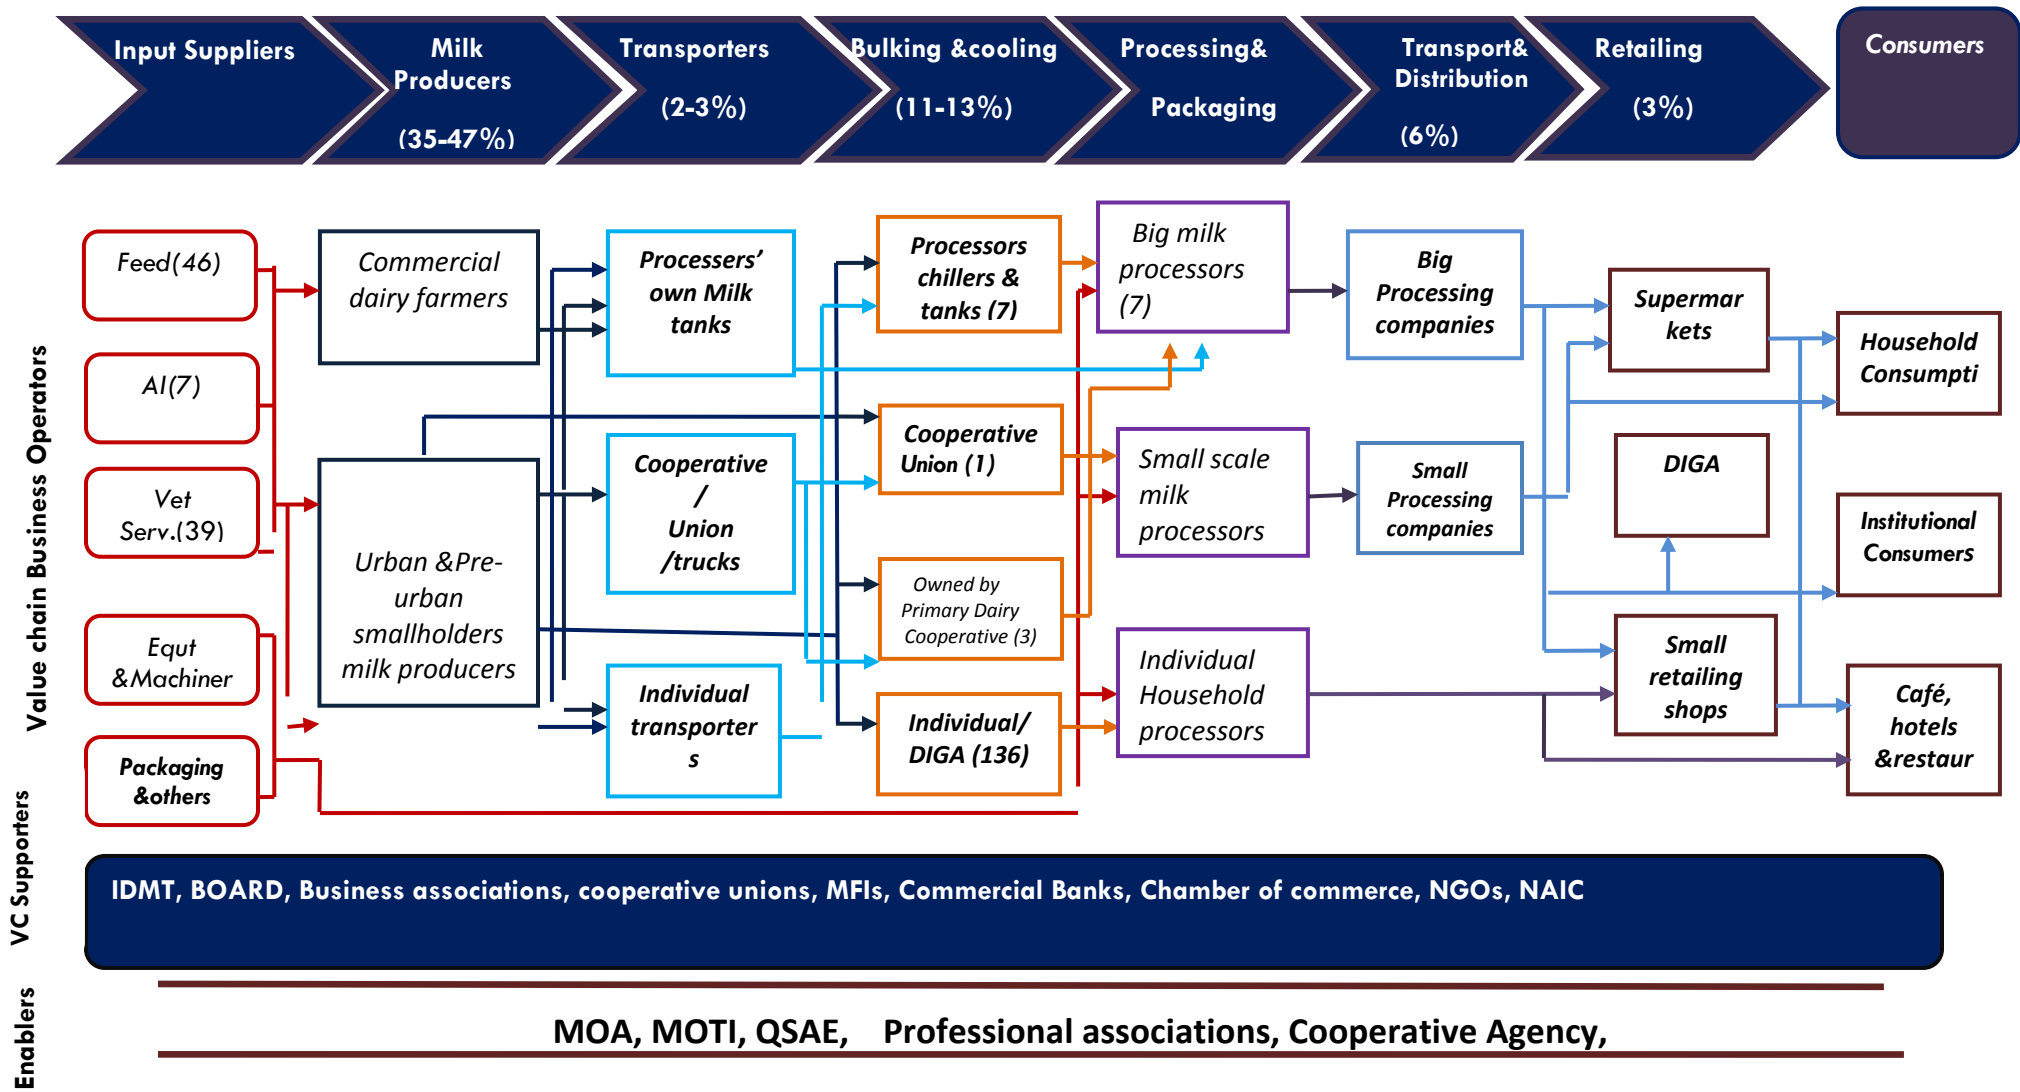 Input Suppliers
Milk
Producers
(35-47%)
Transporters
(2-3%)
Bulking &cooling
(11-13%)
Processing&
Packaging
Transport&
Distribution
(6%)
Retailing
(3%)
Consumers
Value chain Business Operators
Feed(46)
AI(7)
Vet
Serv.(39)
Equt
&Machiner
Packaging
&others
Commercial
dairy farmers
Urban &Pre-
urban
smallholders
milk producers
Processers'
own Milk
tanks
Cooperative
/
Union
/trucks
Individual
transporter
s
Processors
chillers &
tanks (7)
Cooperative
Union (1)
Owned by
Primary Dairy
Cooperative (3)
Individual/
DIGA (136)
Big milk
processors
(7)
Small scale
milk
processors
Individual
Household
processors
Big
Processing
companies
Small
Processing
companies
Supermar
kets
DIGA
Small
retailing
shops
Household
Consumpti
Institutional
Consumers
Café,
hotels
&restaur
VC Supporters
IDMT, BOARD, Business associations, cooperative unions, MFIs, Commercial Banks, Chamber of commerce, NGOs, NAIC
Enablers
MOA, MOTI, QSAE, Professional associations, Cooperative Agency,